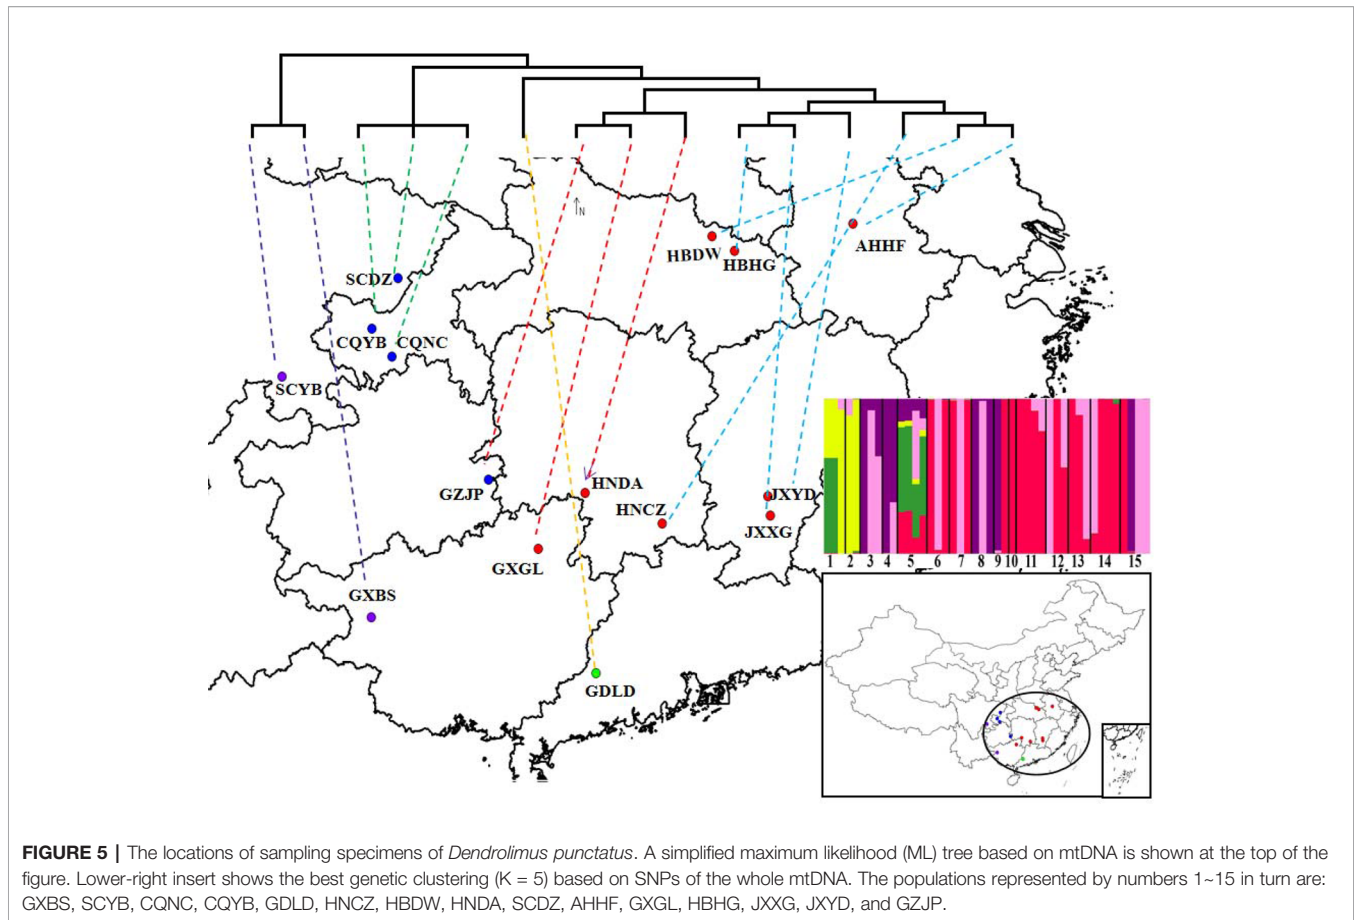 N
HBDW
HBHG
AHHF
SCDZ
CQYB
CQNC
SCYB
GZJP
HNDA
HNCZ
JXYD
JXXG
GXGL
GXBS
GDLD
1 2 3 4 5 6 7 8 9 10 11 12 13 14 15
FIGURE 5 | The locations of sampling specimens of Dendrolimus punctatus. A simplified maximum likelihood (ML) tree based on mtDNA is shown at the top of the
figure. Lower-right insert shows the best genetic clustering (K = 5) based on SNPs of the whole mtDNA. The populations represented by numbers 1~15 in turn are:
GXBS, SCYB, CQNC, CQYB, GDLD, HNCZ, HBDW, HNDA, SCDZ, AHHF, GXGL, HBHG, JXXG, JXYD, and GZJP.